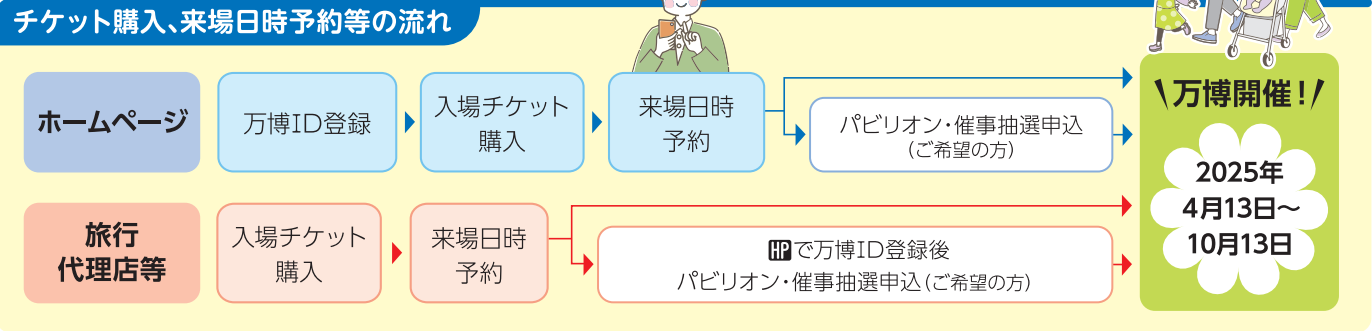 チケット購入、来場日時予約等の流れ
ホームページ
万博ID登録
入場チケット
購入
来場日時
予約
パビリオン・催事抽選申込
（ご希望の方）
旅行
代理店等
入場チケット
購入
来場日時
予約
HPで万博ID登録後
パビリオン・催事抽選申込（ご希望の方）
\万博開催！/
2025年
4月13日～
10月13日